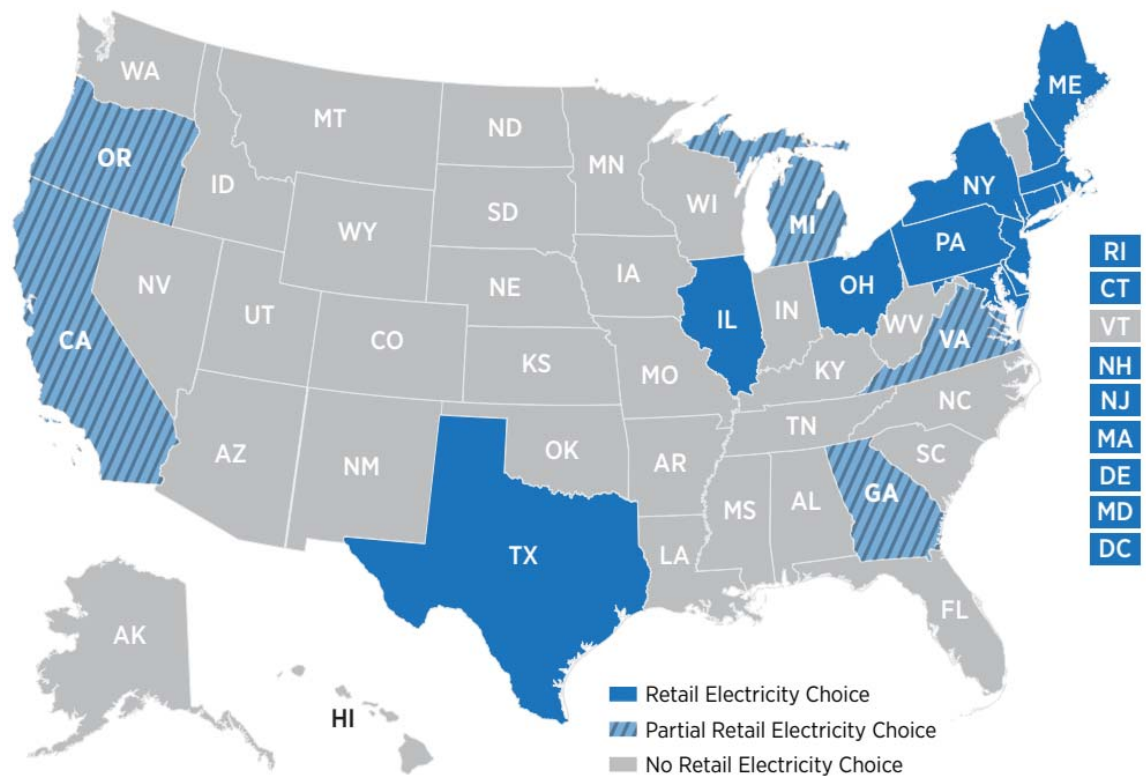 WA
MT
ND
MN
ME
OR
ID
SD
WI
NY
WY
MI
PA
IA
NE
NV
OH
RI
UT
IL
IN
CT
CA
CO
WV
VA
VT
KS
MO
KY
NH
NC
NJ
TN
MA
AZ
NM
OK
AR
SC
DE
MS
AL
GA
MD
TX
LA
DC
FL
AK
HI
Retail Electricity Choice
Partial Retail Electricity Choice
No Retail Electricity Choice